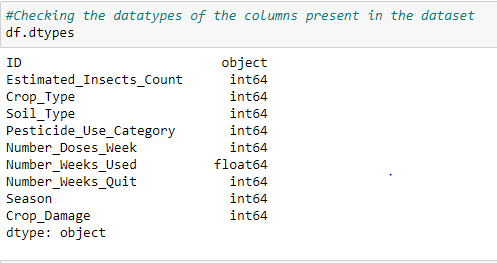 #Checking the datatypes of the columns present in the dataset
df.dtypes
ID                         object
Estimated_Insects_Count     int64
Crop_Type                   int64
Soil_Type                   int64
Pesticide_Use_Category      int64
Number_Doses_Week           int64
Number_Weeks_Used         float64
Number_Weeks_Quit           int64
Season                      int64
Crop_Damage                 int64
dtype: object